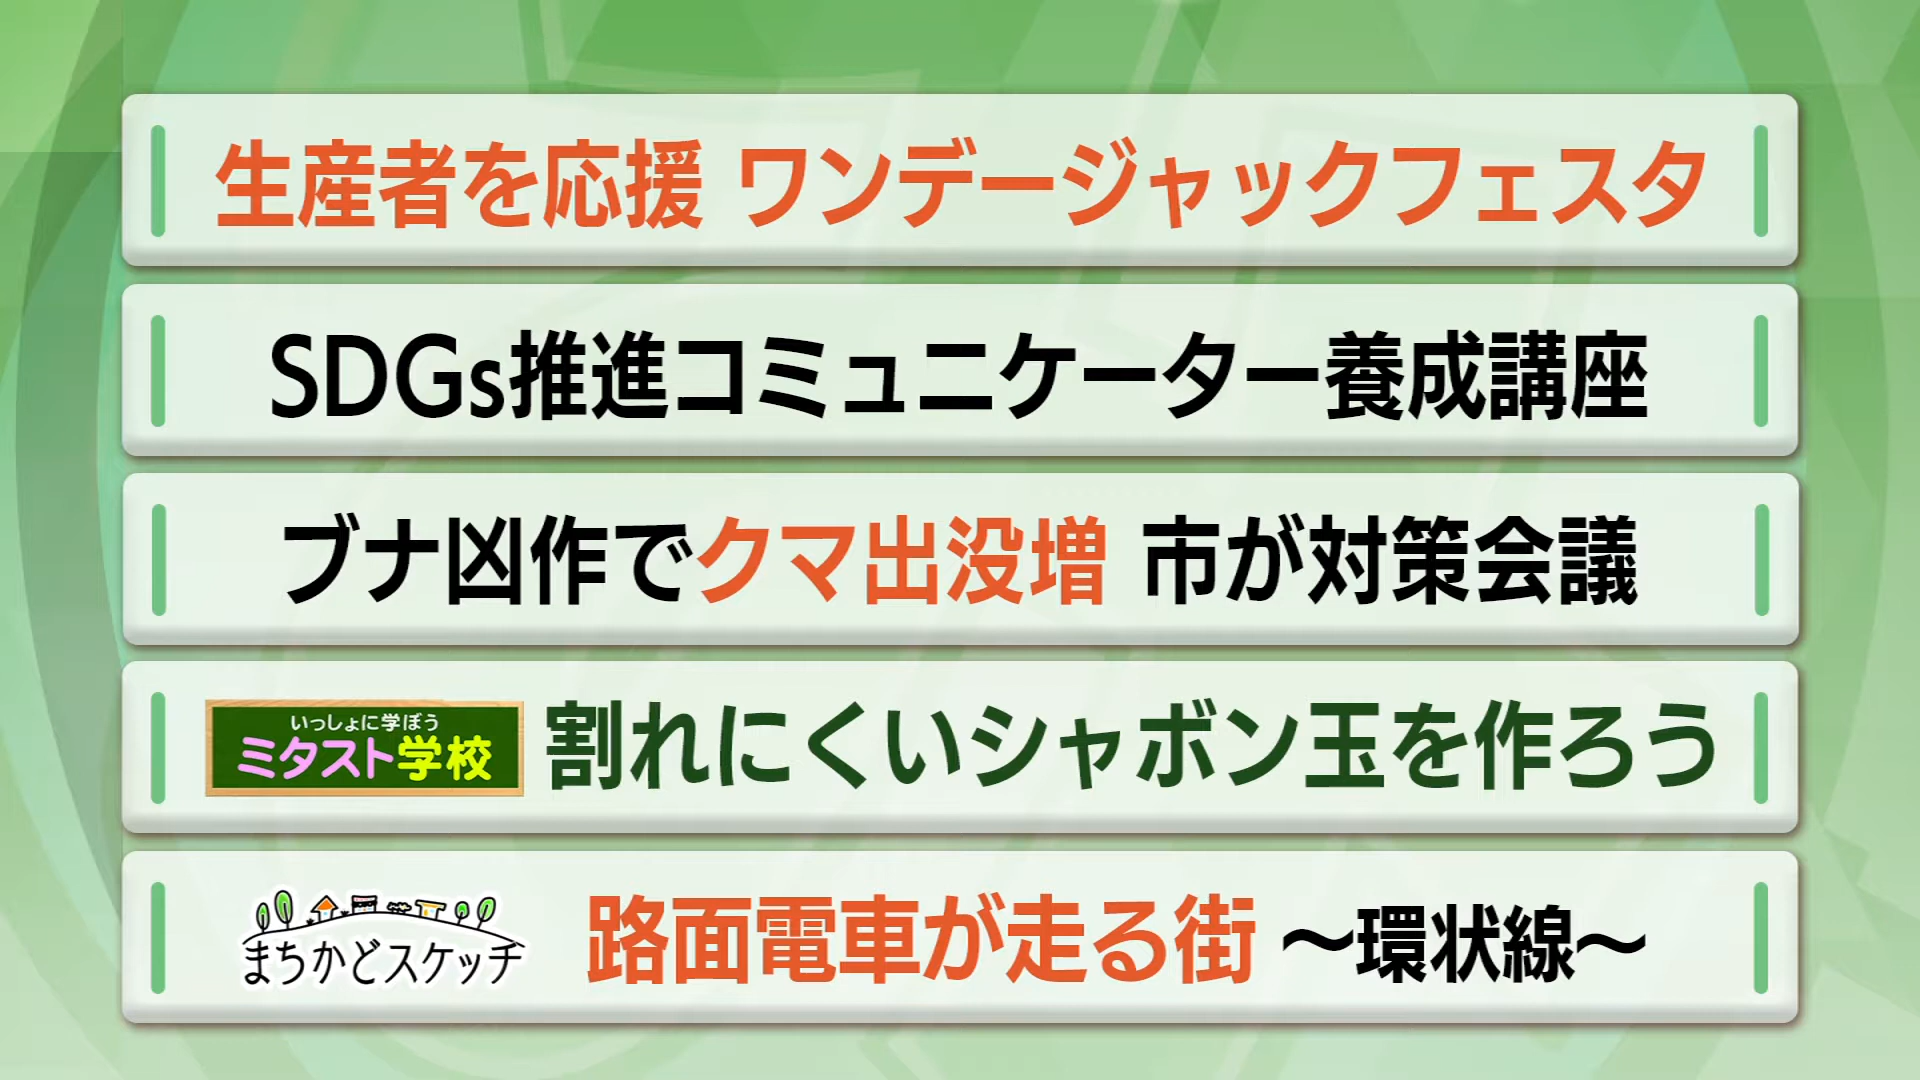 生産者を応援 ワンデージャックフェスタ
SDGs推進コミュニケーター養成講座
ブナ凶作でクマ出没増 市が対策会議
いっしょに学ぼう
ミタスト学校 割れにくいシャボン玉を作ろう
まちかどスケッチ 路面電車が走る街 ～環状線～